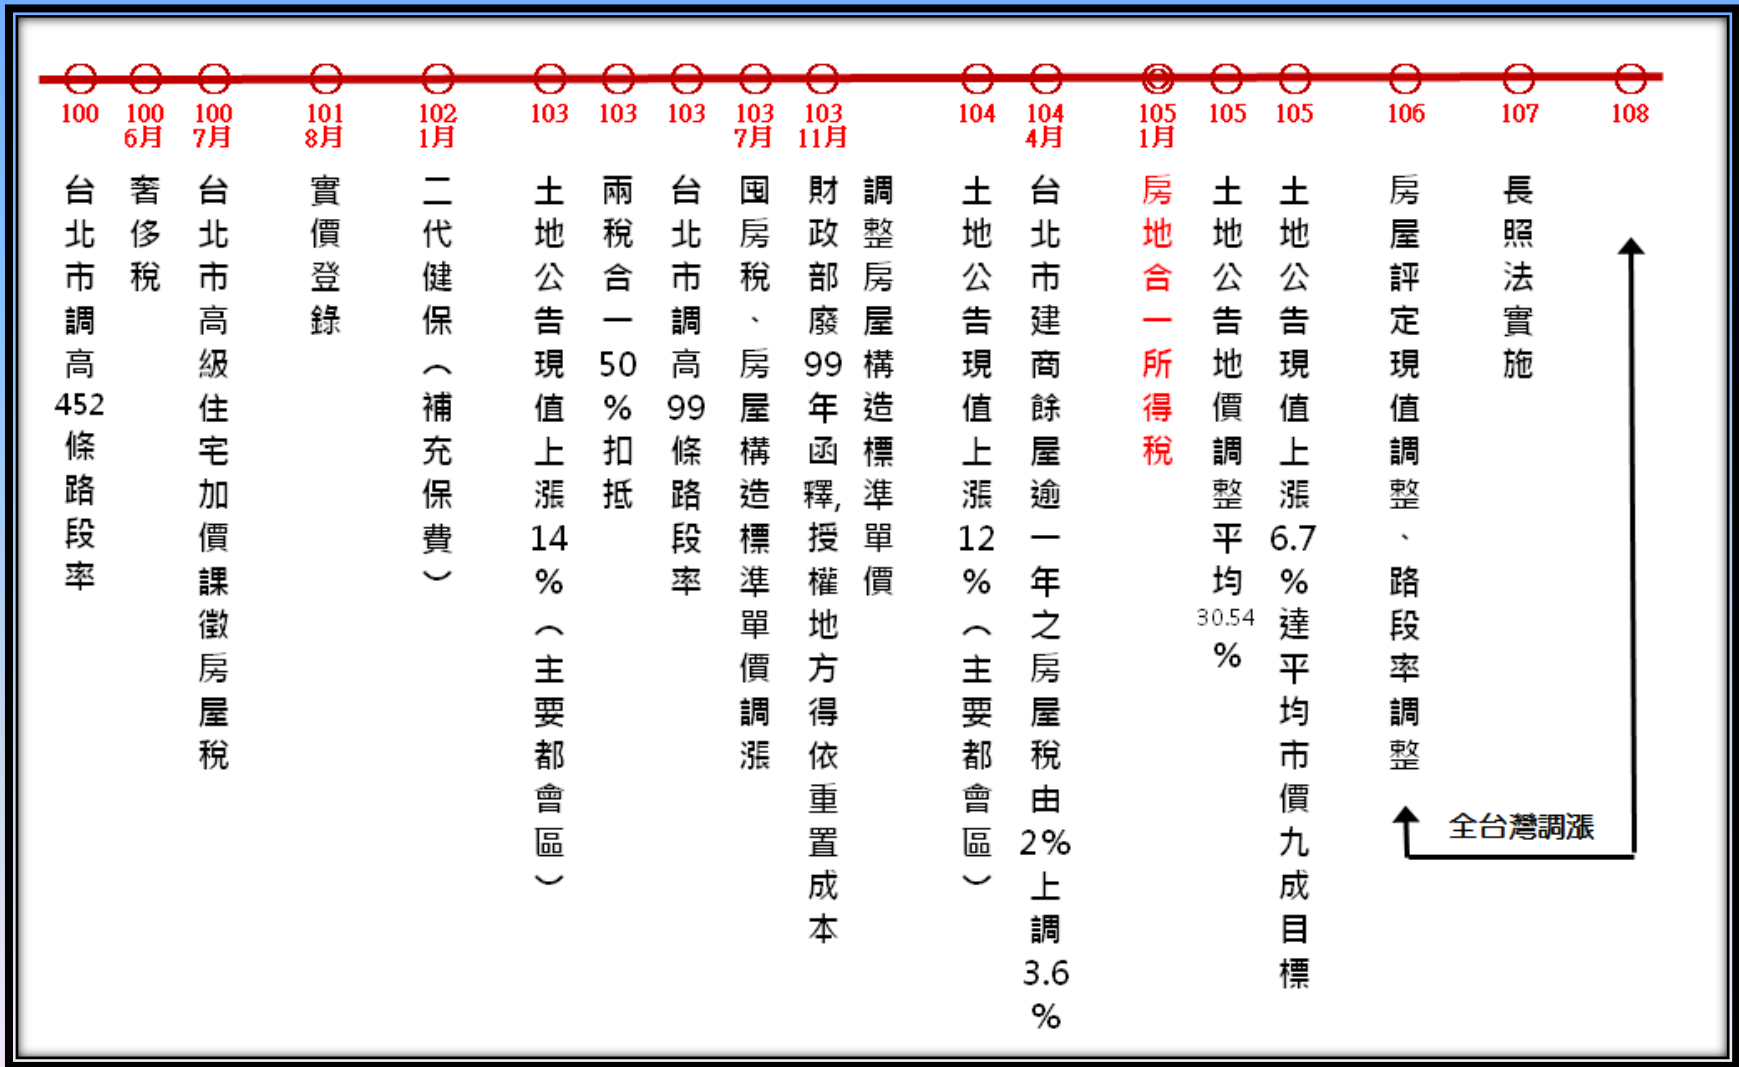 100
台北市調高452條路段率
100
6月
奢侈稅
100
7月
台北市高級住宅加價課徵房屋稅
101
8月
實價登錄
102
1月
二代健保（補充保費）
103
土地公告現值上漲14%（主要都會區）
103
兩稅合一50%扣抵
103
台北市調高99條路段率
103
7月
囤房稅、房屋構造標準單價調漲
103
11月
財政部廢99年函釋,授權地方得依重置成本
調整房屋構造標準單價
104
土地公告現值上漲12%（主要都會區）
104
4月
台北市建商餘屋逾一年之房屋稅由2%上調3.6%
105
1月
房地合一所得稅
105
土地公告地價調整平均30.54%
105
土地公告現值上漲6.7%達平均市價九成目標
106
房屋評定現值調整、路段率調整
107
長照法實施
108
全台灣調漲